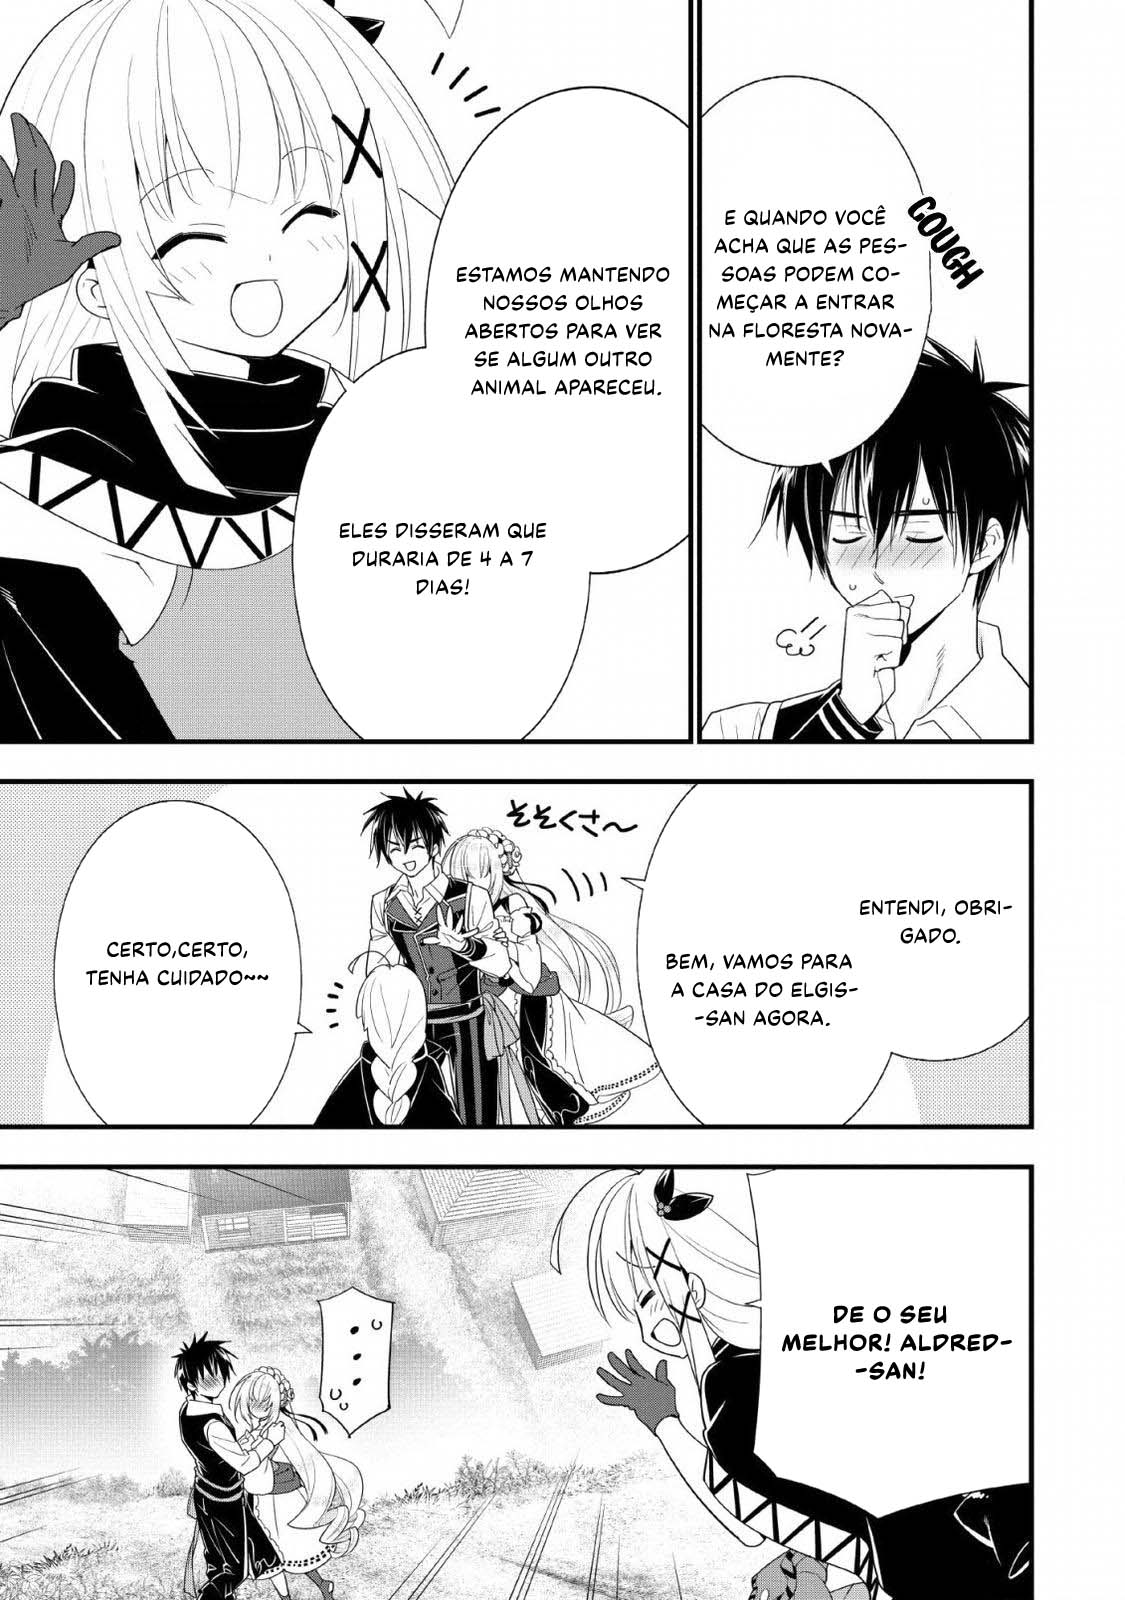 E QUANDO VOCÊ
ACHA QUE AS PES-
SOAS PODEM CO-
MEÇAR A ENTRAR
NA FLORESTA NOVA-
MENTE?
COUGH
ESTAMOS MANTENDO
NOSSOS OLHOS
ABERTOS PARA VER
SE ALGUM OUTRO
ANIMAL APARECEU.
ELES DISSERAM QUE
DURARIA DE 4 A 7
DIAS!
ENTENDI, OBRI-
GADO.
BEM, VAMOS PARA
A CASA DO ELGIS-
-SAN AGORA.
そそくさ〜
CERTO,CERTO,
TENHA CUIDADO~~
DE O SEU
MELHOR! ALDRED-
-SAN!